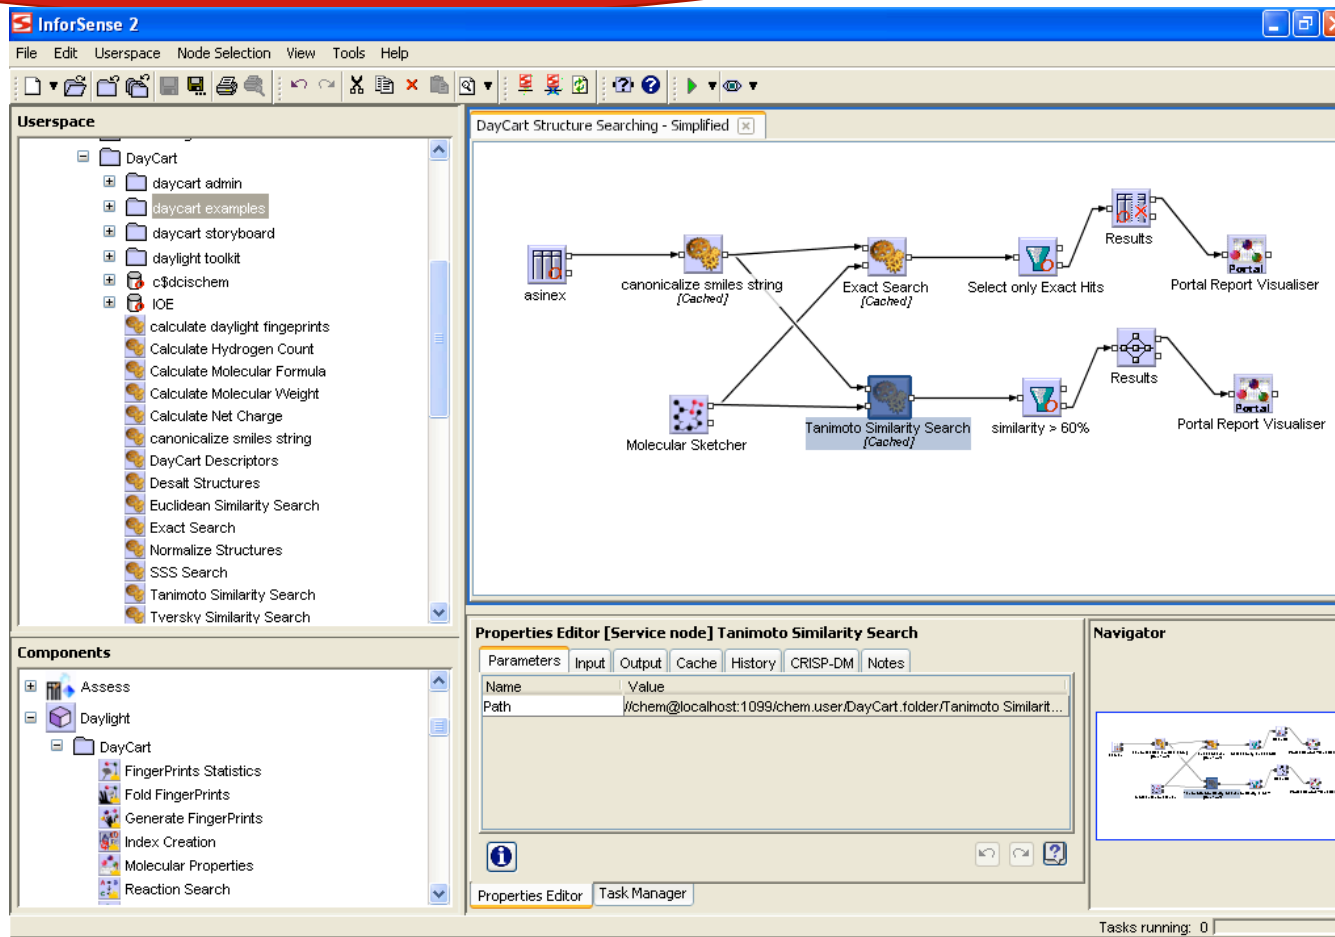 InforSense 2
File Edit Userspace Node Selection View Tools Help
Userspace
DayCart
daycart admin
daycart examples
daycart storyboard
daylight toolkit
c$dcischem
IOE
calculate daylight fingeprints
Calculate Hydrogen Count
Calculate Molecular Formula
Calculate Molecular Weight
Calculate Net Charge
canonicalize smiles string
DayCart Descriptors
Desalt Structures
Euclidean Similarity Search
Exact Search
Normalize Structures
SSS Search
Tanimoto Similarity Search
Tversky Similarity Search
Components
Assess
Daylight
DayCart
FingerPrints Statistics
Fold FingerPrints
Generate FingerPrints
Index Creation
Molecular Properties
Reaction Search
DayCart Structure Searching - Simplified
asinex
canonicalize smiles string
[Cached]
Exact Search
[Cached]
Select only Exact Hits
Results
Portal
Portal Report Visualiser
Molecular Sketcher
Tanimoto Similarity Search
[Cached]
similarity > 60%
Results
Portal
Portal Report Visualiser
Properties Editor [Service node] Tanimoto Similarity Search
Parameters Input Output Cache History CRISP-DM Notes
Name Value
Path //chem@localhost:1099/chem.user/DayCart.folder/Tanimoto Similarit...
Properties Editor Task Manager
Navigator
Tasks running: 0